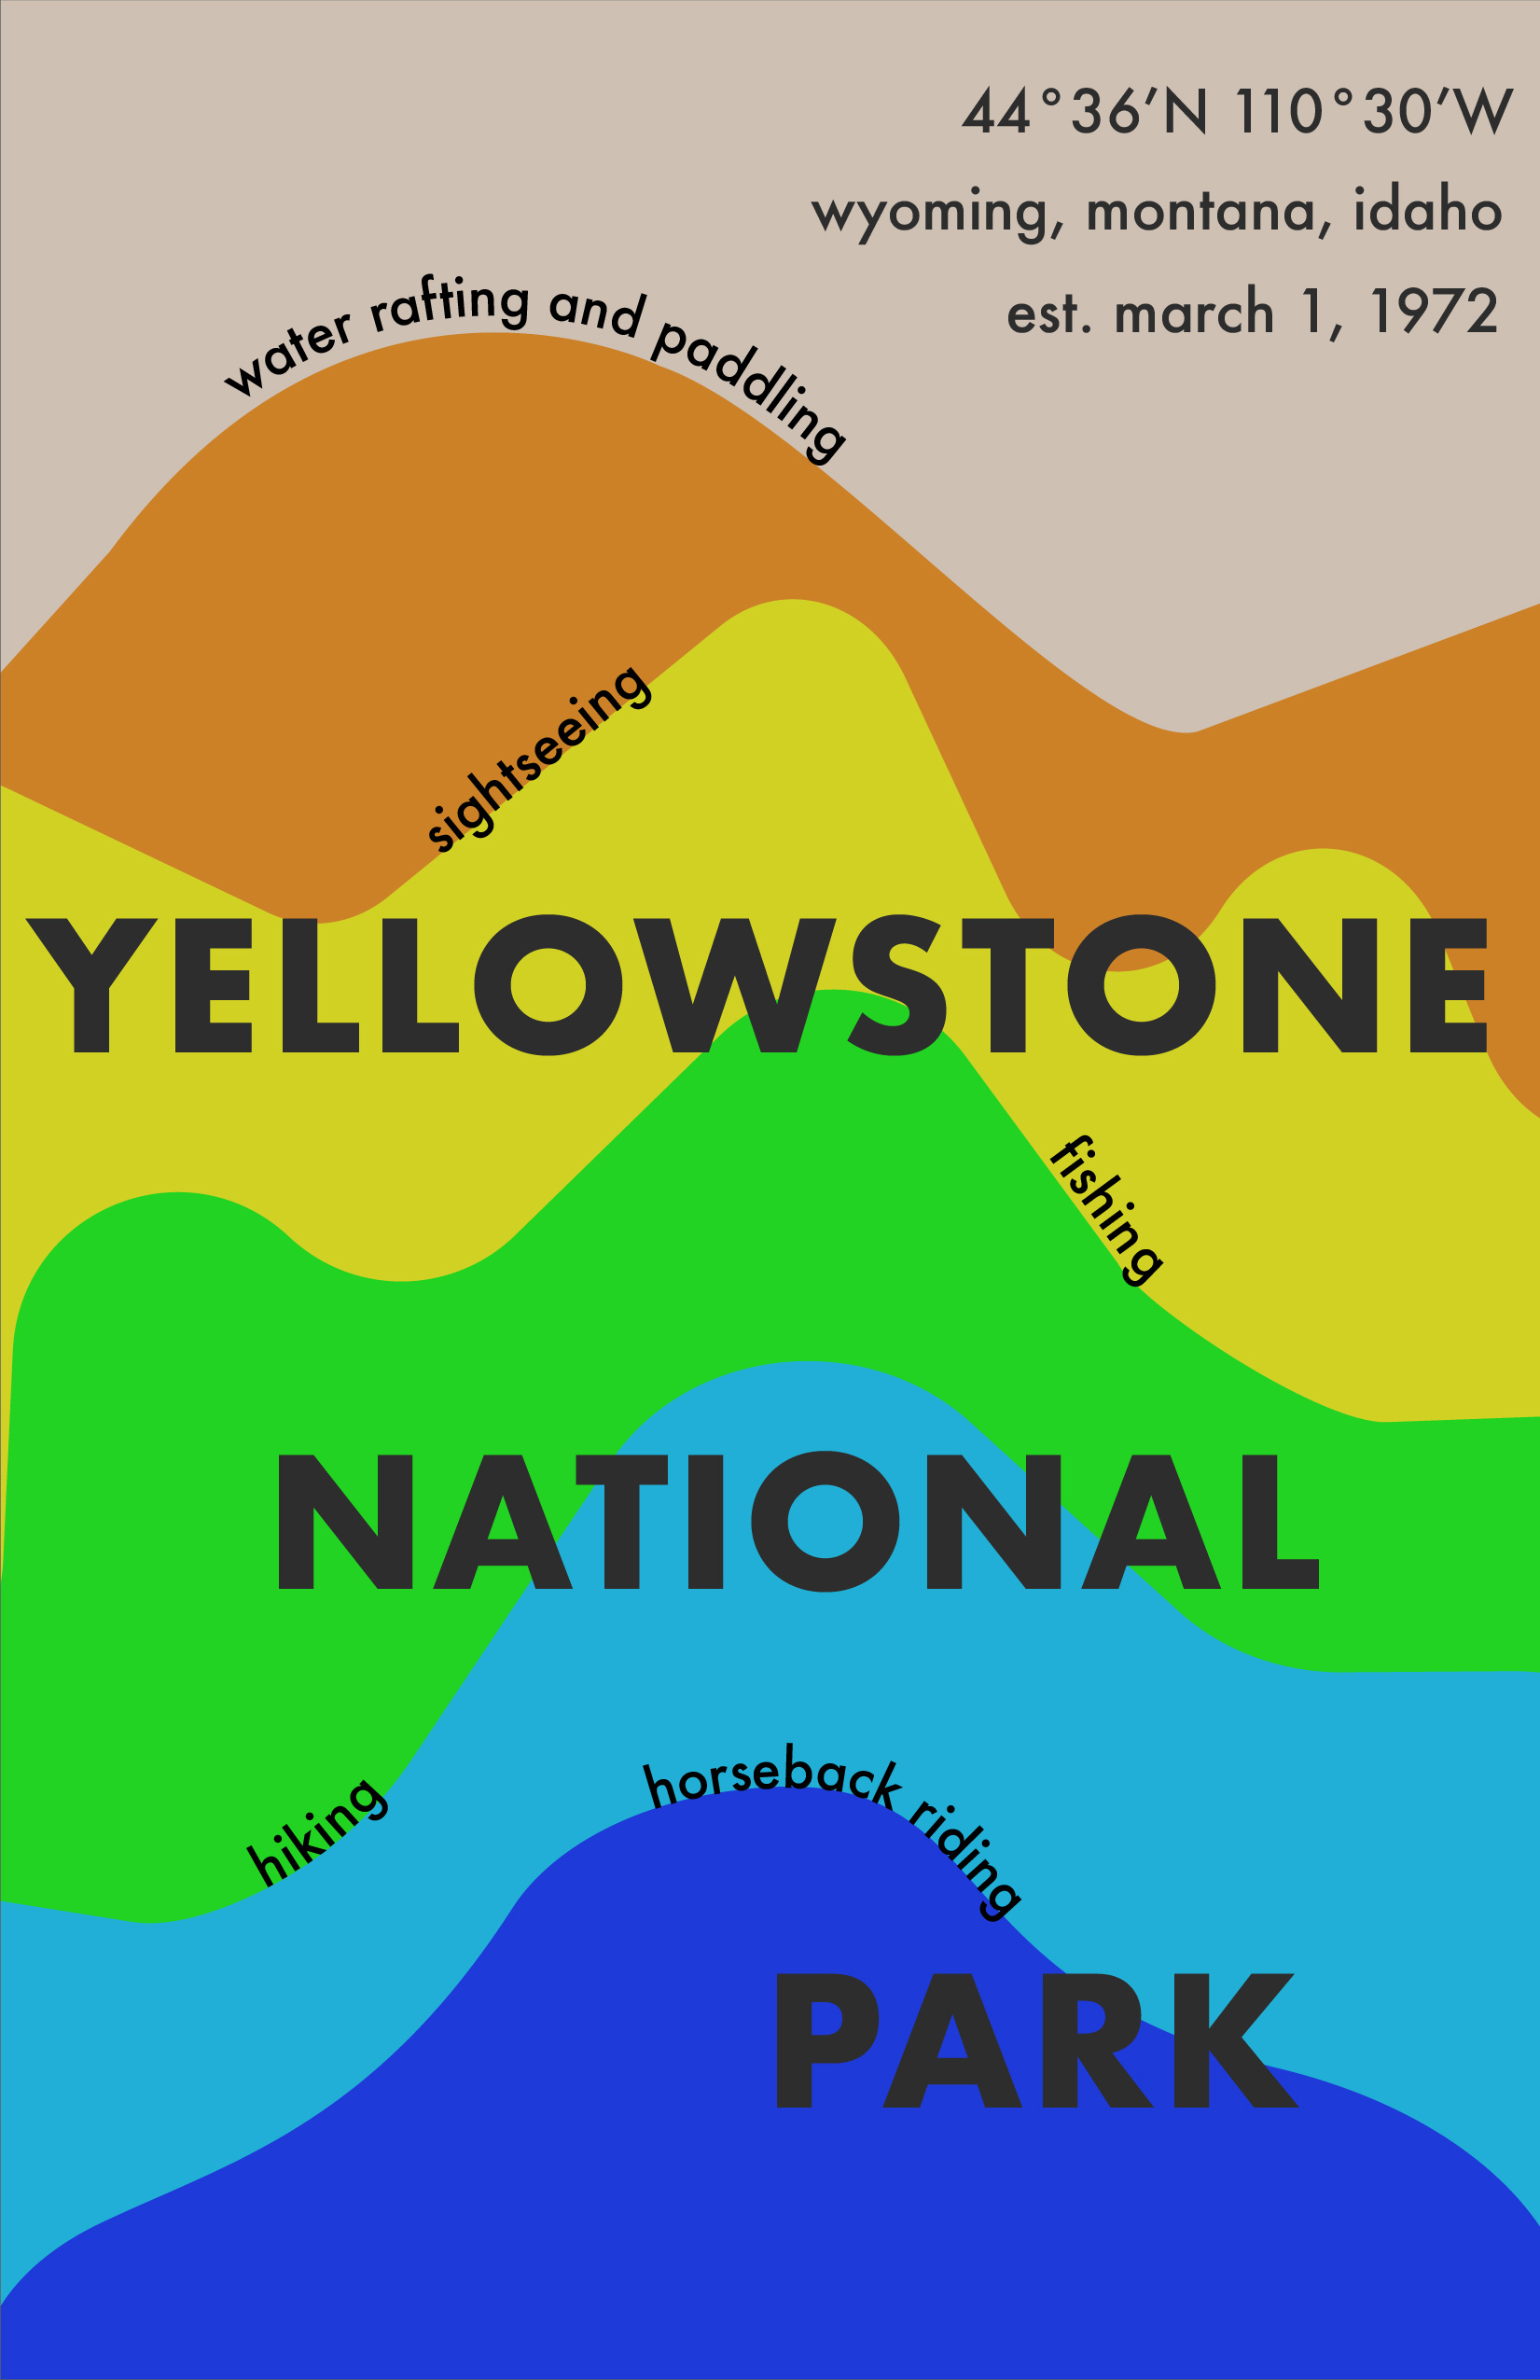 44°36′N 110°30′W
wyoming, montana, idaho
est. march 1, 1972
water rafting and paddling
sightseeing
YELLOWSTONE
fishing
NATIONAL
hiking
horseback riding
PARK